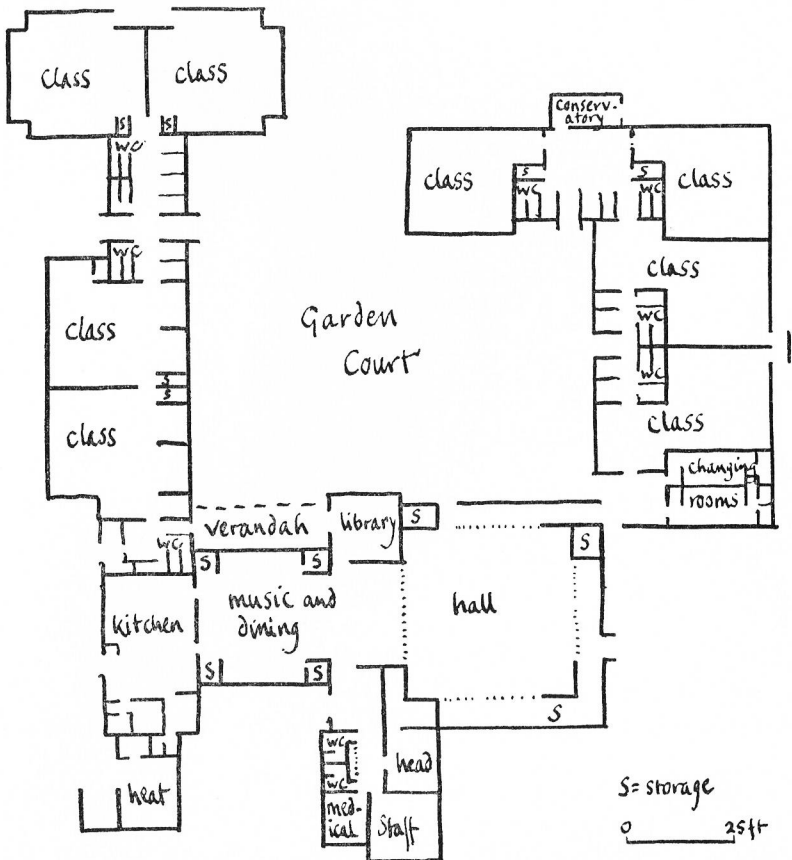 class
class
S
S
WC
conserv-
atory
class
S
WC
S
WC
class
WC
class
class
S
S
class
Garden
Court
class
WC
WC
class
changing
rooms
verandah
library
S
WC
S
S
S
music and
dining
hall
kitchen
S
S
S
WC
WC
head
heat
med-
ical
Staff
S= storage
0 25ft